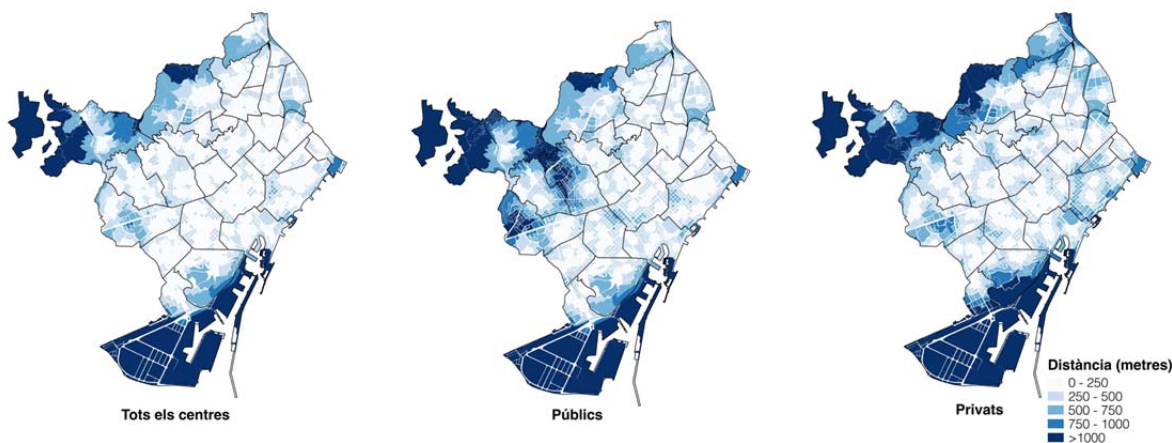 Tots els centres
Públics
Privats
Distància (metres)
0 - 250
250 - 500
500 - 750
750 - 1000
>1000